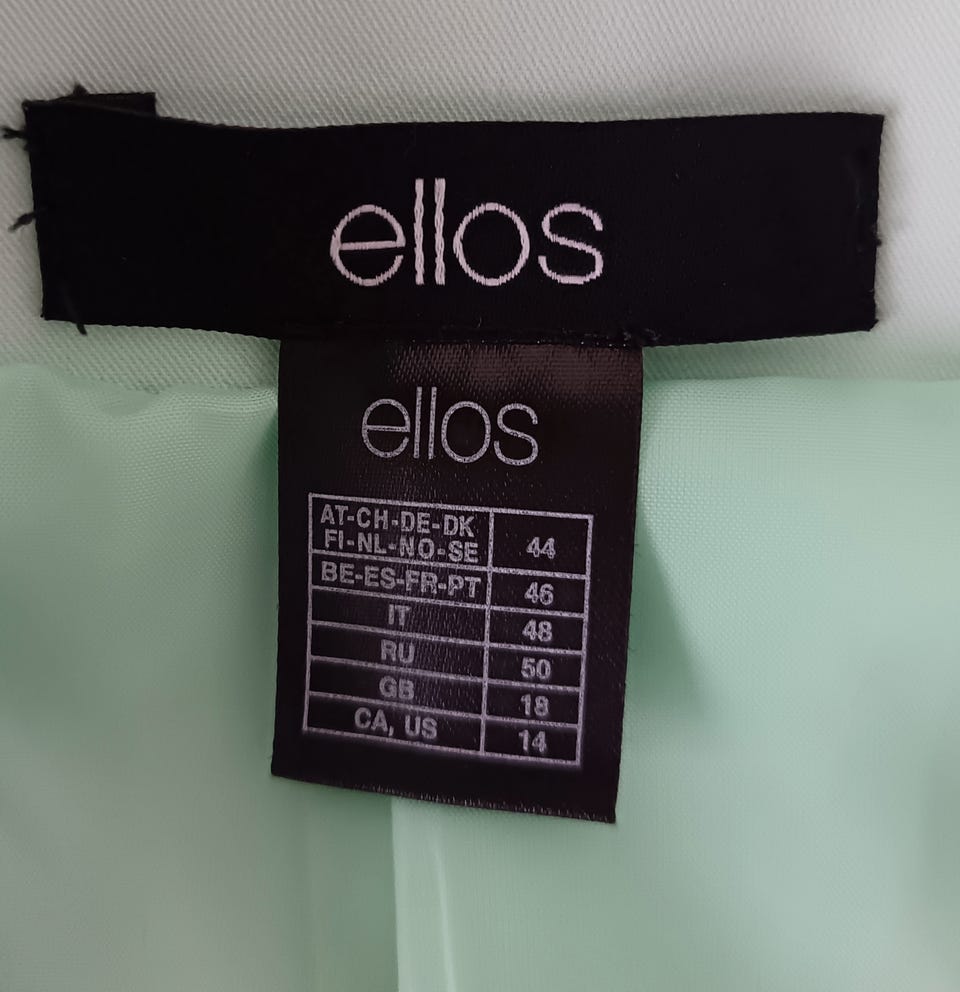 ellos
ellos
AT-CH-DE-DK
FI-NL-NO-SE 44
BE-ES-FR-PT 46
IT 48
RU 50
GB 18
CA, US 14